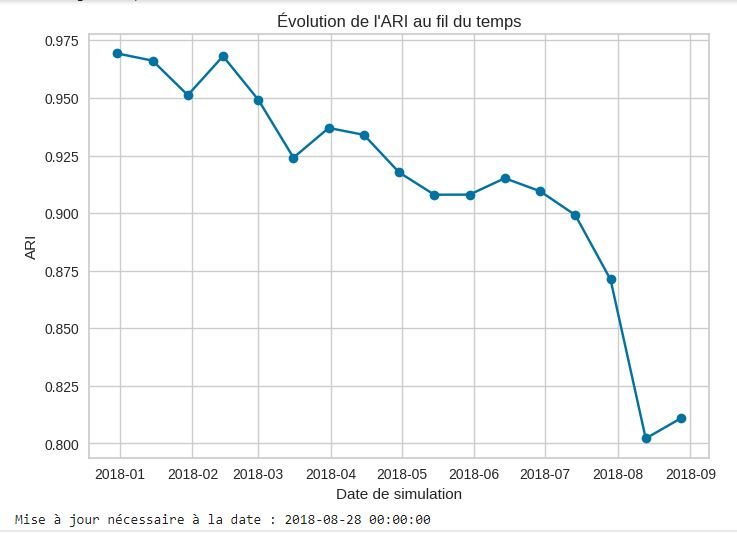 Évolution de l'ARI au fil du temps
0.975
0.950
0.925
0.900
0.875
0.850
0.825
0.800
ARI
2018-01 2018-02 2018-03 2018-04 2018-05 2018-06 2018-07 2018-08 2018-09
Date de simulation
Mise à jour nécessaire à la date : 2018-08-28 00:00:00